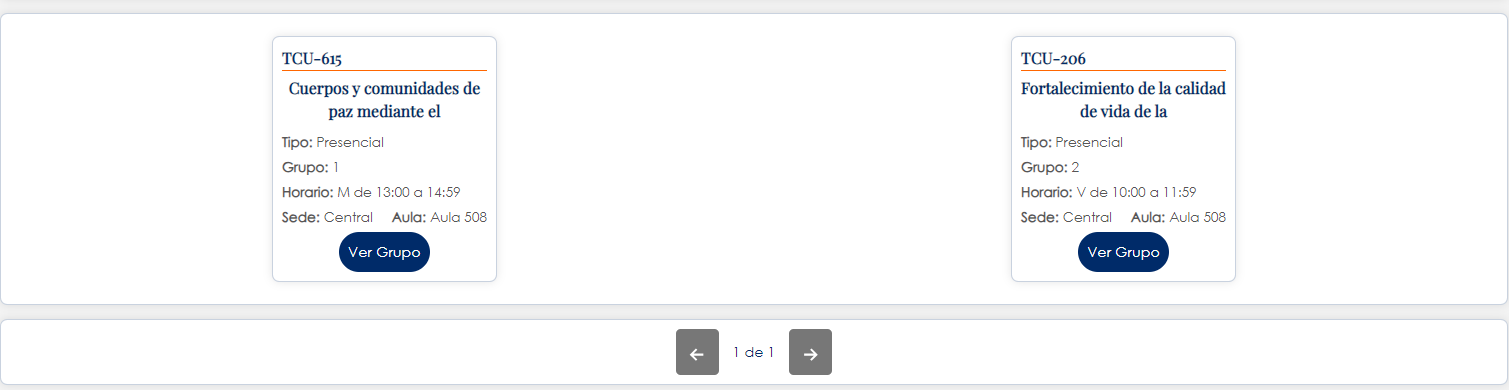 TCU-615
Cuerpos y comunidades de
paz mediante el
Tipo: Presencial
Grupo: 1
Horario: M de 13:00 a 14:59
Sede: Central Aula: Aula 508
Ver Grupo
TCU-206
Fortalecimiento de la calidad
de vida de la
Tipo: Presencial
Grupo: 2
Horario: V de 10:00 a 11:59
Sede: Central Aula: Aula 508
Ver Grupo
← 1 de 1 →